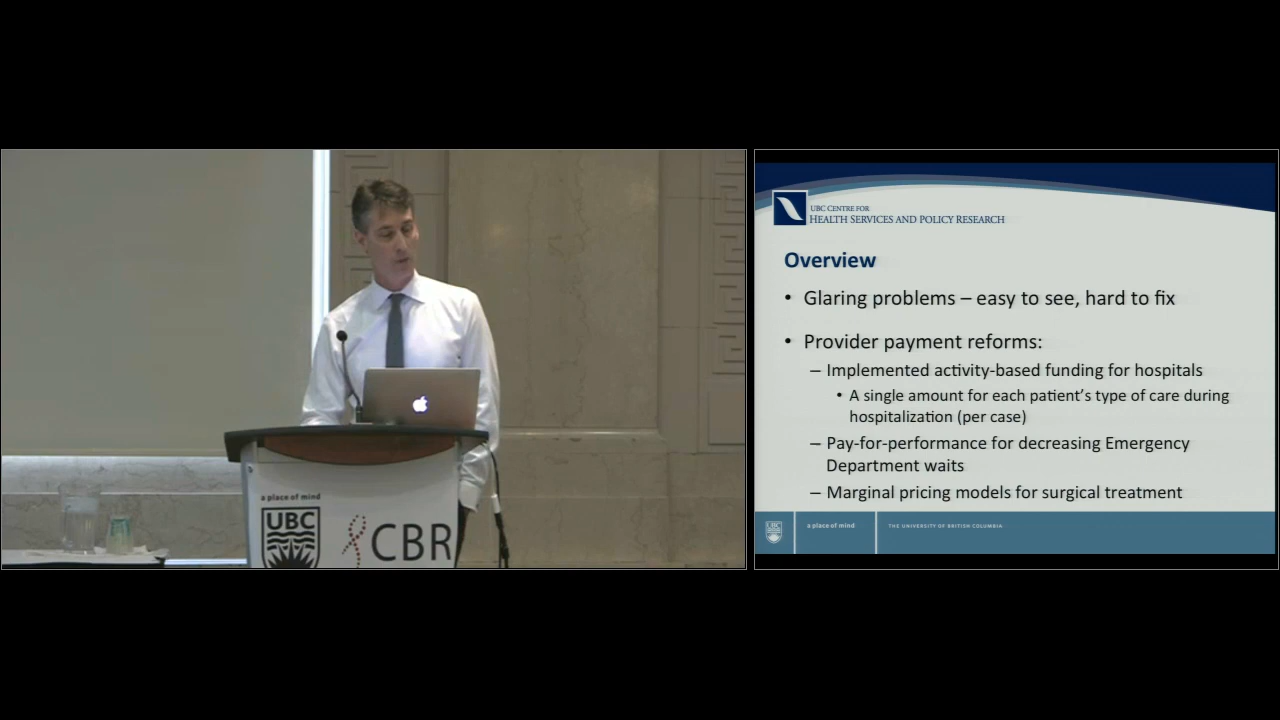 a place of mind
UBC
CBR
UBC CENTRE FOR
HEALTH SERVICES AND POLICY RESEARCH
Overview
• Glaring problems – easy to see, hard to fix
• Provider payment reforms:
– Implemented activity-based funding for hospitals
• A single amount for each patient's type of care during
hospitalization (per case)
– Pay-for-performance for decreasing Emergency
Department waits
– Marginal pricing models for surgical treatment
UBC
a place of mind
THE UNIVERSITY OF BRITISH COLUMBIA